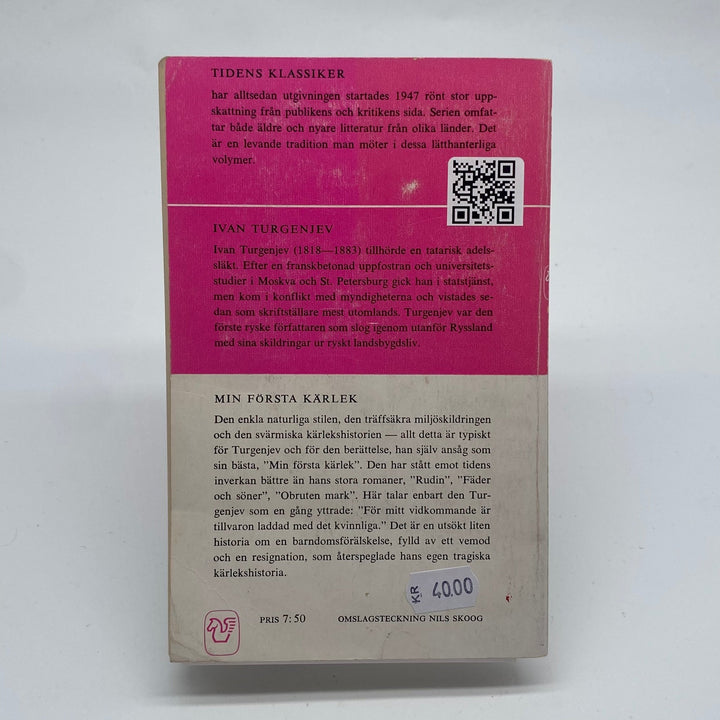 TIDENS KLASSIKER
har alltsedan utgivningen startades 1947 rönt stor upp-
skattning från publikens och kritikens sida. Serien omfat-
tar både äldre och nyare litteratur från olika länder. Det
är en levande tradition man möter i dessa lätthanterliga
volymer.
IVAN TURGENJEV
Ivan Turgenjev (1818—1883) tillhörde en tatarisk adels-
släkt. Efter en franskbetonad uppfostran och universitets-
studier i Moskva och St. Petersburg gick han i statstjänst,
men kom i konflikt med myndigheterna och vistades se-
dan som skriftställare mest utomlands. Turgenjev var den
förste ryske författaren som slog igenom utanför Ryssland
med sina skildringar ur ryskt landsbygdsliv.
MIN FÖRSTA KÄRLEK
Den enkla naturliga stilen, den träffsäkra miljöskildringen
och den svärmiska kärlekshistorien — allt detta är typiskt
för Turgenjev och för den berättelse, han själv ansåg som
sin bästa, ”Min första kärlek”. Den har stått emot tidens
inverkan bättre än hans stora romaner, ”Rudin”, ”Fäder
och söner”, ”Obruten mark”. Här talar enbart den Tur-
genjev som en gång yttrade: ”För mitt vidkommande är
tillvaron laddad med det kvinnliga.” Det är en utsökt liten
historia om en barndomsförälskelse, fylld av ett vemod
och en resignation, som återspeglade hans egen tragiska
kärlekshistoria.
KR 40.00
PRIS 7:50 OMSLAGSTECKNING NILS SKOOG